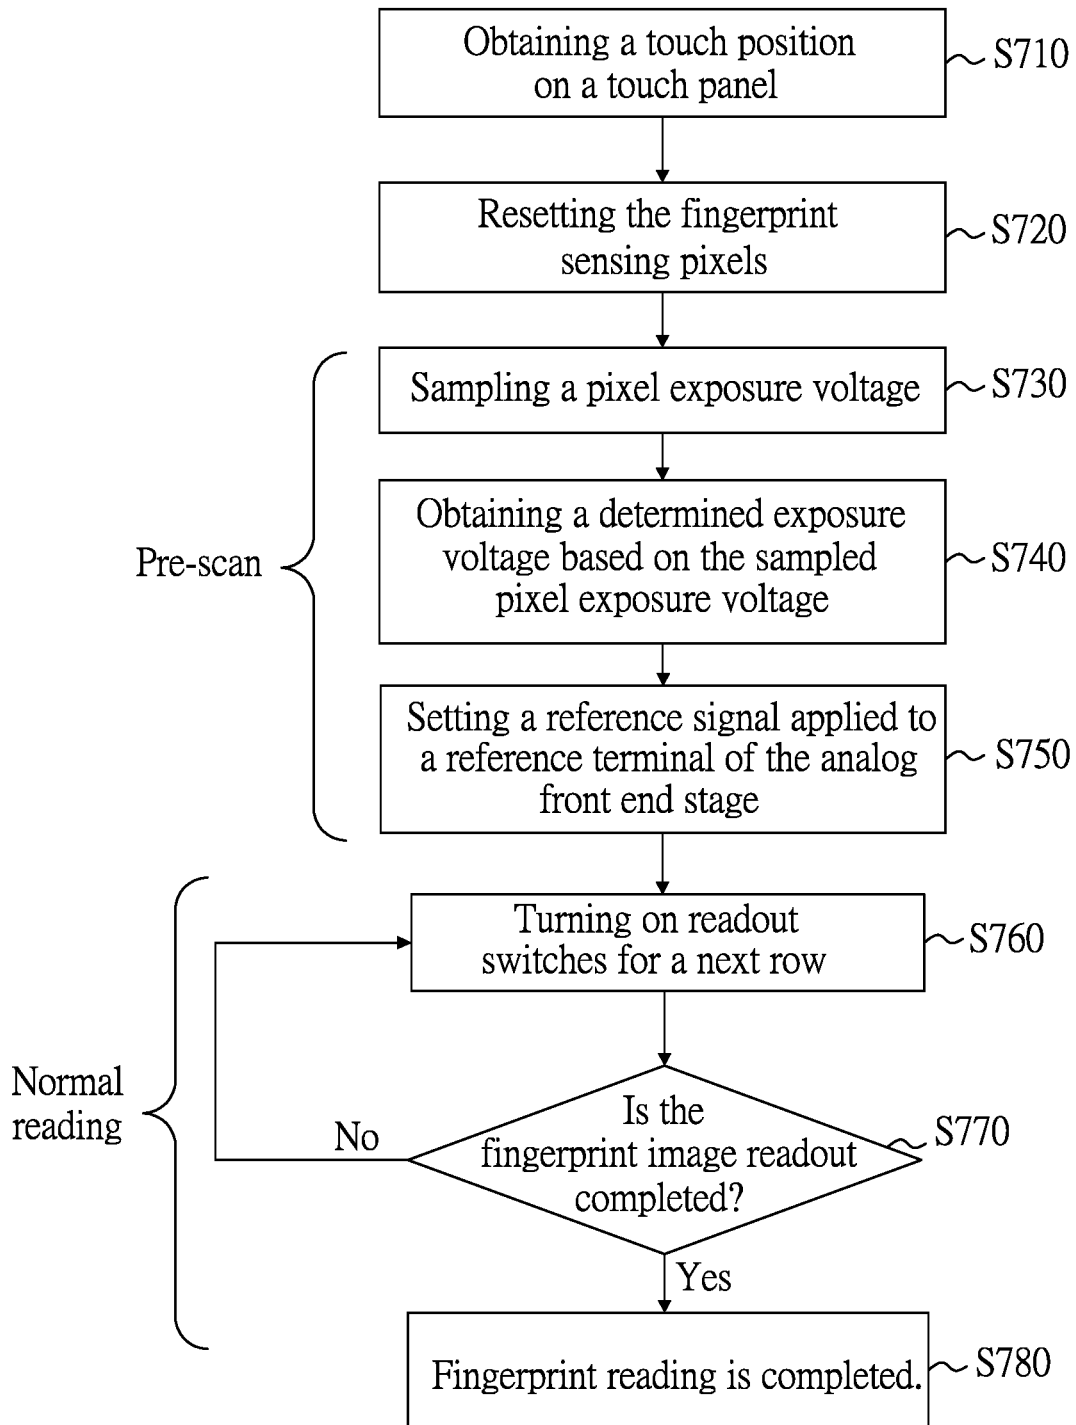 Obtaining a touch position
on a touch panel
S710
Resetting the fingerprint
sensing pixels
S720
Pre-scan
Sampling a pixel exposure voltage
S730
Obtaining a determined exposure
voltage based on the sampled
pixel exposure voltage
S740
Setting a reference signal applied to
a reference terminal of the analog
front end stage
S750
Normal
reading
Turning on readout
switches for a next row
S760
Is the
fingerprint image readout
completed?
S770
No
Yes
Fingerprint reading is completed.
S780